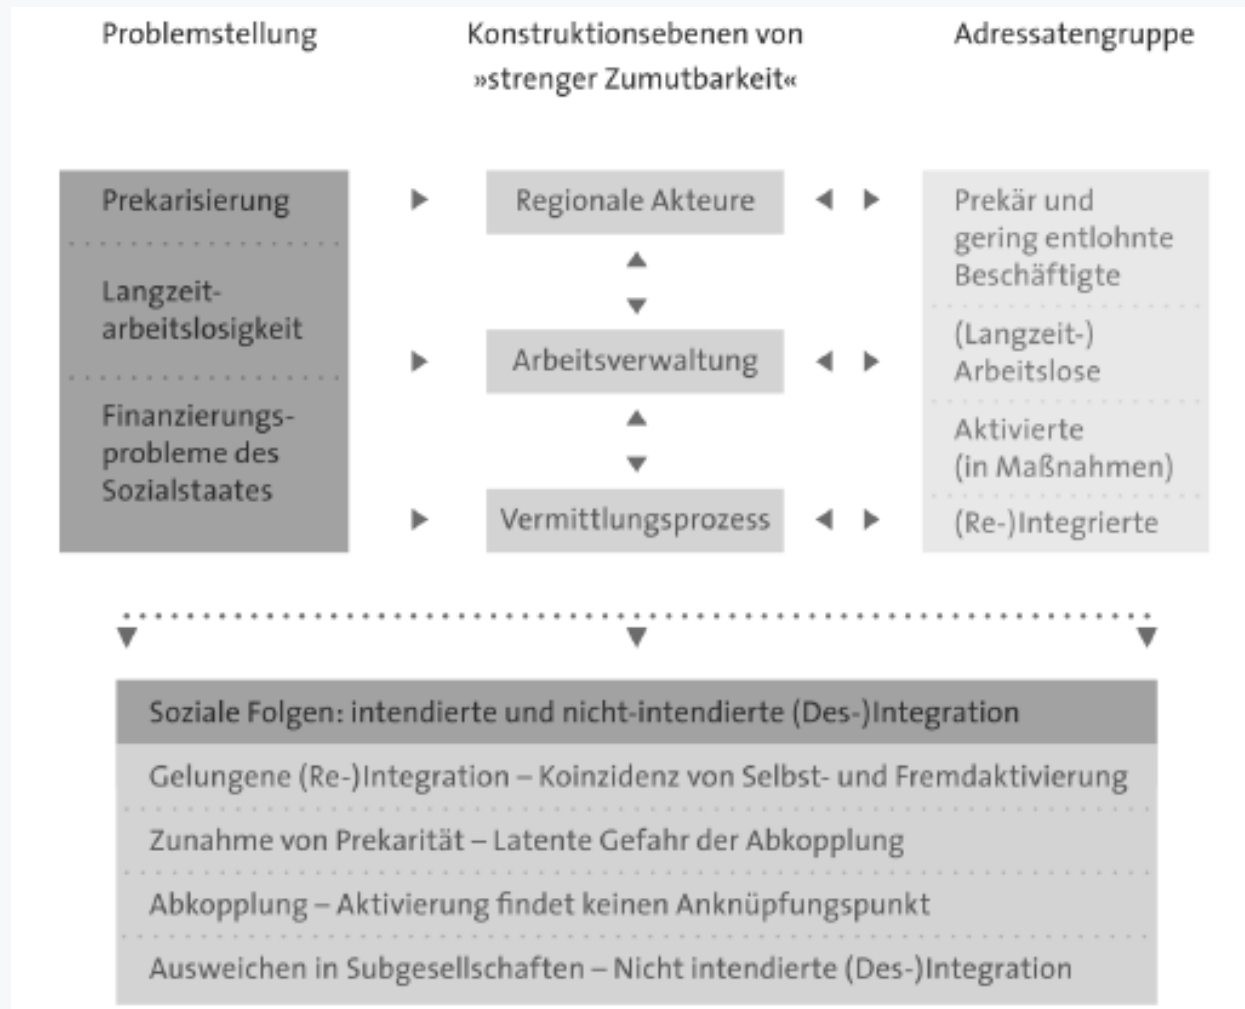 Problemstellung
Konstruktionsebenen von
»strenger Zumutbarkeit«
Adressatengruppe
Prekarisierung
Langzeit-
arbeitslosigkeit
Finanzierungs-
probleme des
Sozialstaates
Regionale Akteure
Arbeitsverwaltung
Vermittlungsprozess
Prekär und
gering entlohnte
Beschäftigte
(Langzeit-)
Arbeitslose
Aktivierte
(in Maßnahmen)
(Re-)Integrierte
Soziale Folgen: intendierte und nicht-intendierte (Des-)Integration
Gelungene (Re-)Integration – Koinzidenz von Selbst- und Fremdaktivierung
Zunahme von Prekarität – Latente Gefahr der Abkopplung
Abkopplung – Aktivierung findet keinen Anknüpfungspunkt
Ausweichen in Subgesellschaften – Nicht intendierte (Des-)Integration